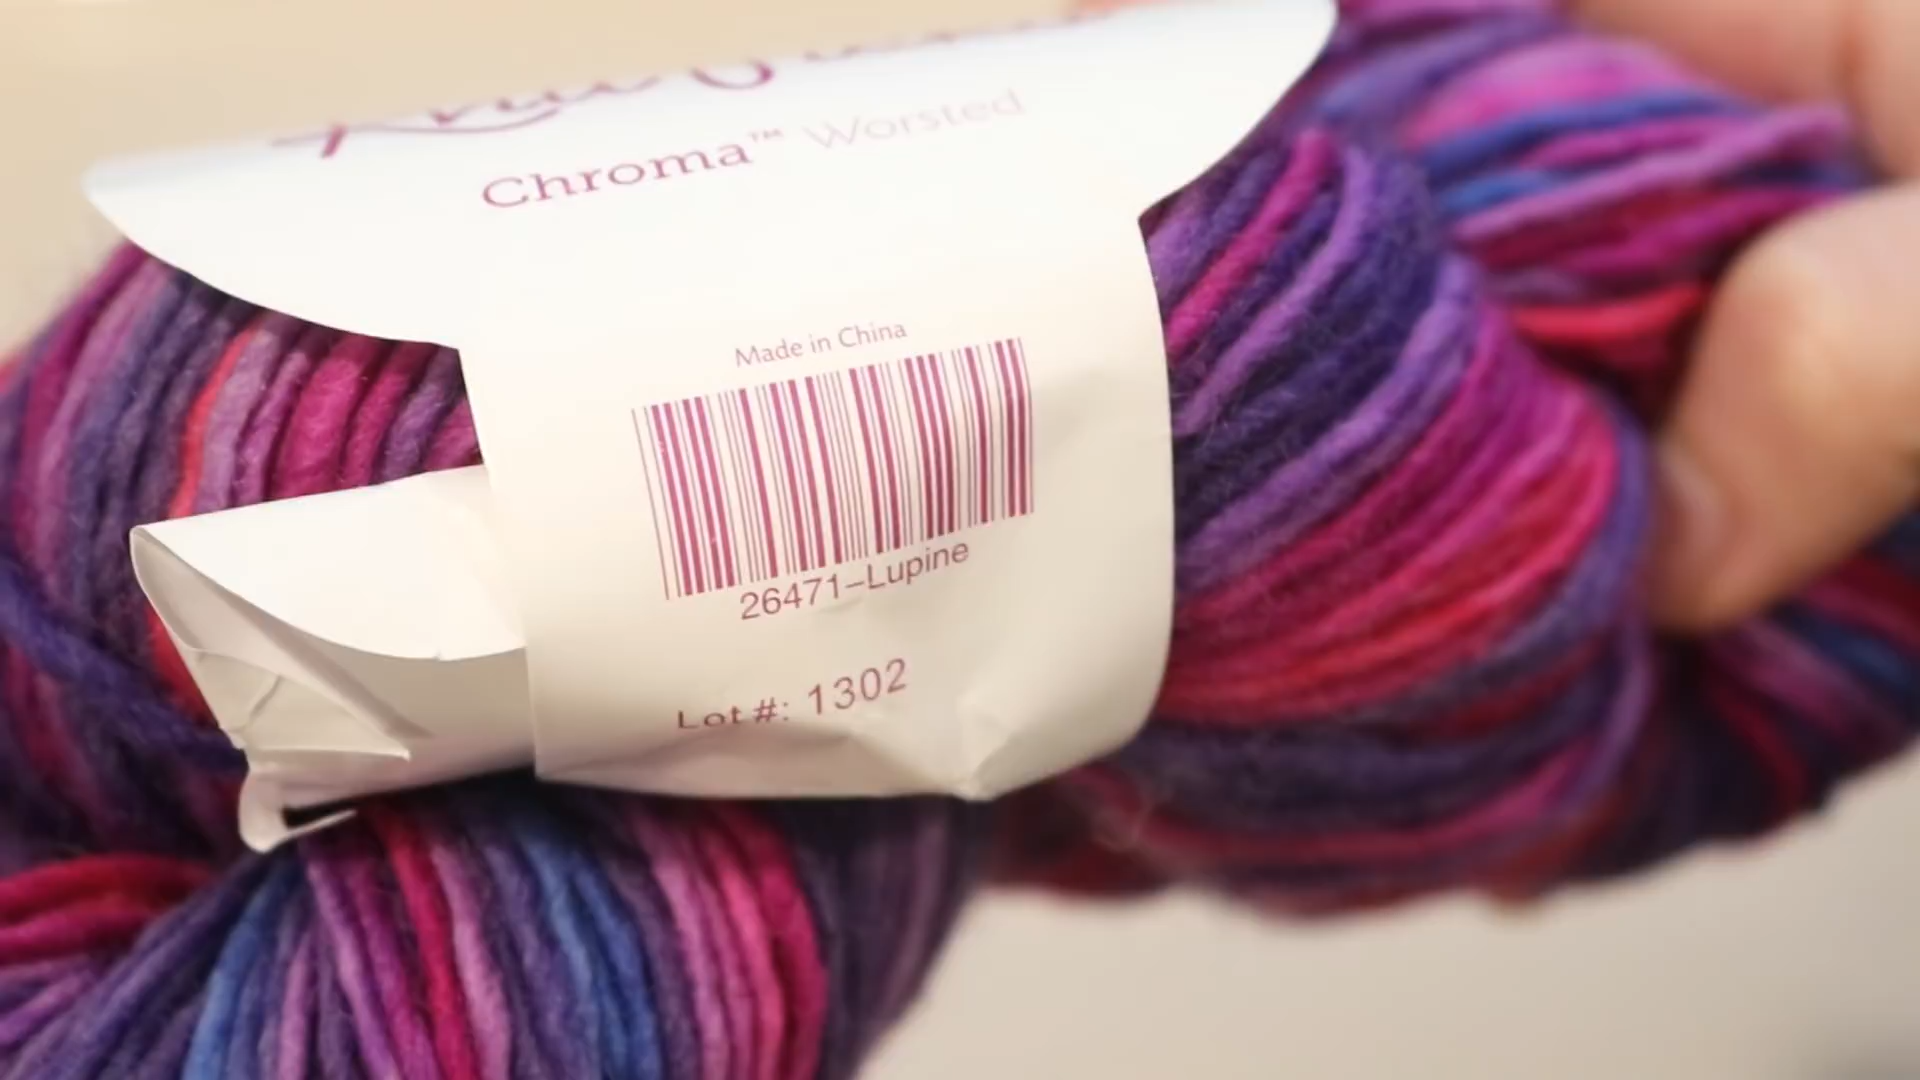 Chroma™ Worsted
Made in China
26471–Lupine
Lot #: 1302